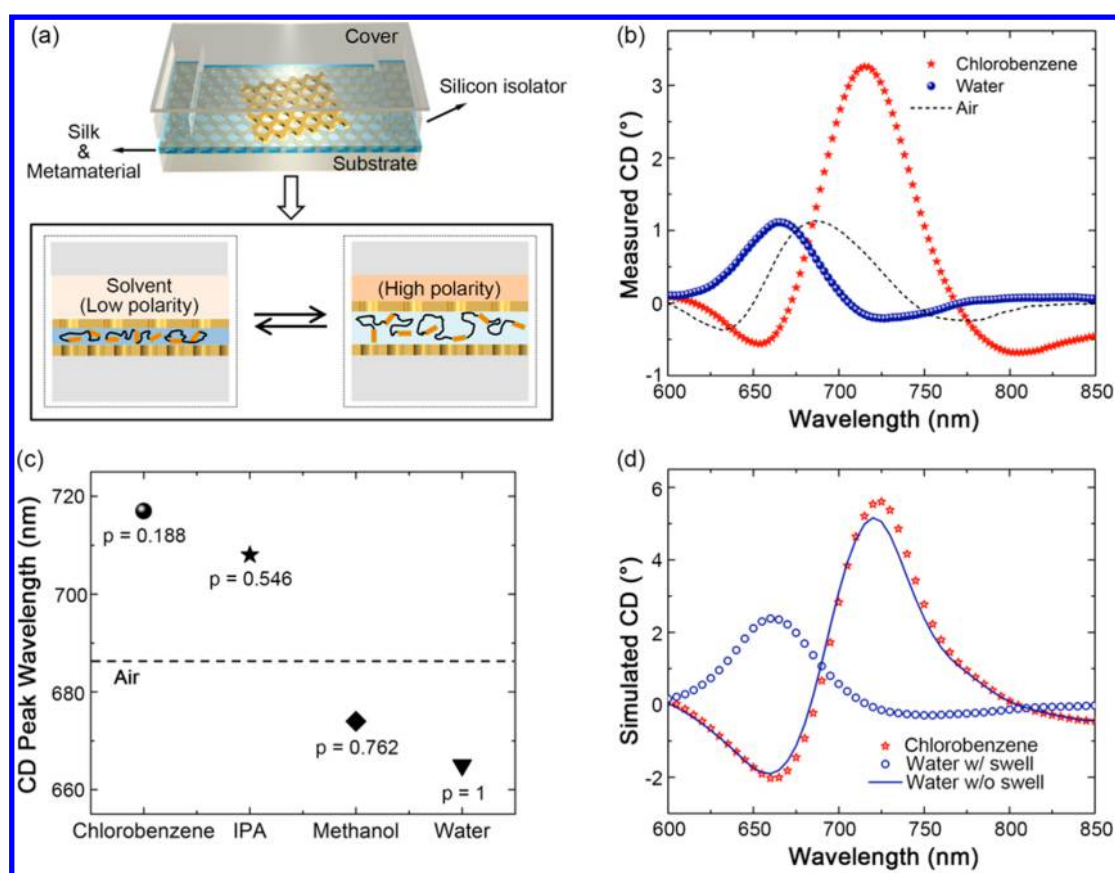 (a)
Cover
Silicon isolator
Silk
&
Metamaterial
Substrate
Solvent
(Low polarity)
(High polarity)
(b)
Measured CD (°)
3
2
1
0
-1
Chlorobenzene
Water
Air
600 650 700 750 800 850
Wavelength (nm)
(c)
CD Peak Wavelength (nm)
720
700
680
660
p = 0.188
p = 0.546
Air
p = 0.762
p = 1
Chlorobenzene IPA Methanol Water
(d)
Simulated CD (°)
6
4
2
0
-2
Chlorobenzene
Water w/ swell
Water w/o swell
600 650 700 750 800 850
Wavelength (nm)